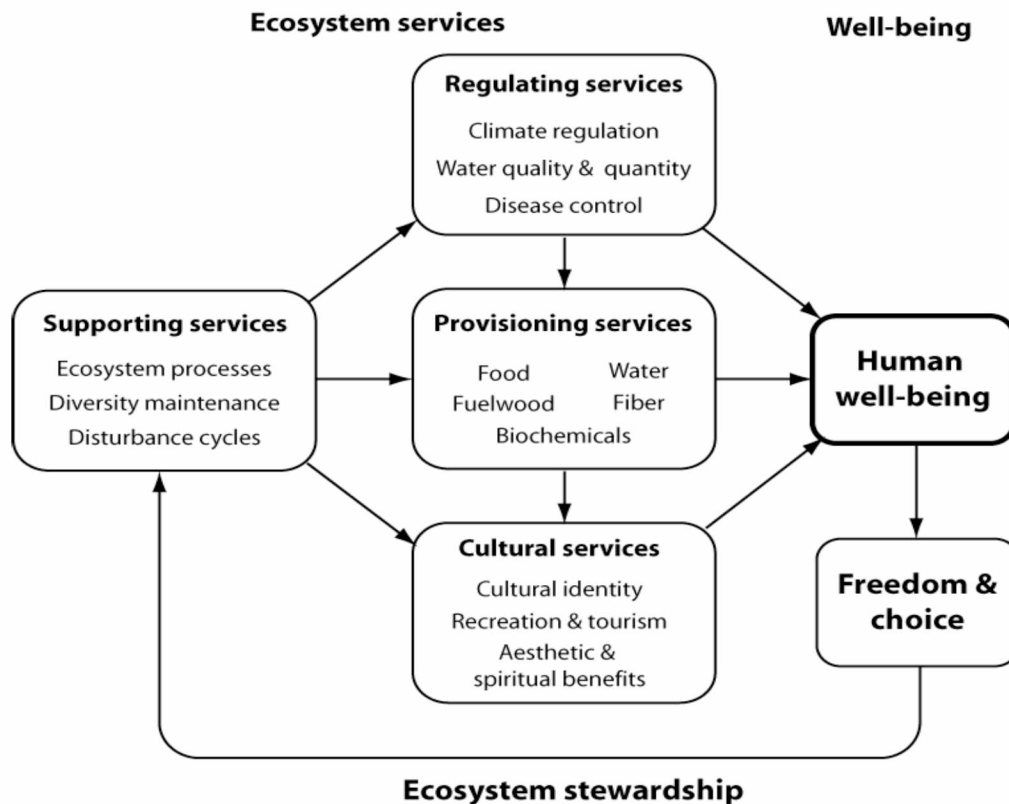 Ecosystem services
Well-being
Regulating services
Climate regulation
Water quality & quantity
Disease control
Supporting services
Ecosystem processes
Diversity maintenance
Disturbance cycles
Provisioning services
Food Water
Fuelwood Fiber
Biochemicals
Human
well-being
Cultural services
Cultural identity
Recreation & tourism
Aesthetic &
spiritual benefits
Freedom &
choice
Ecosystem stewardship